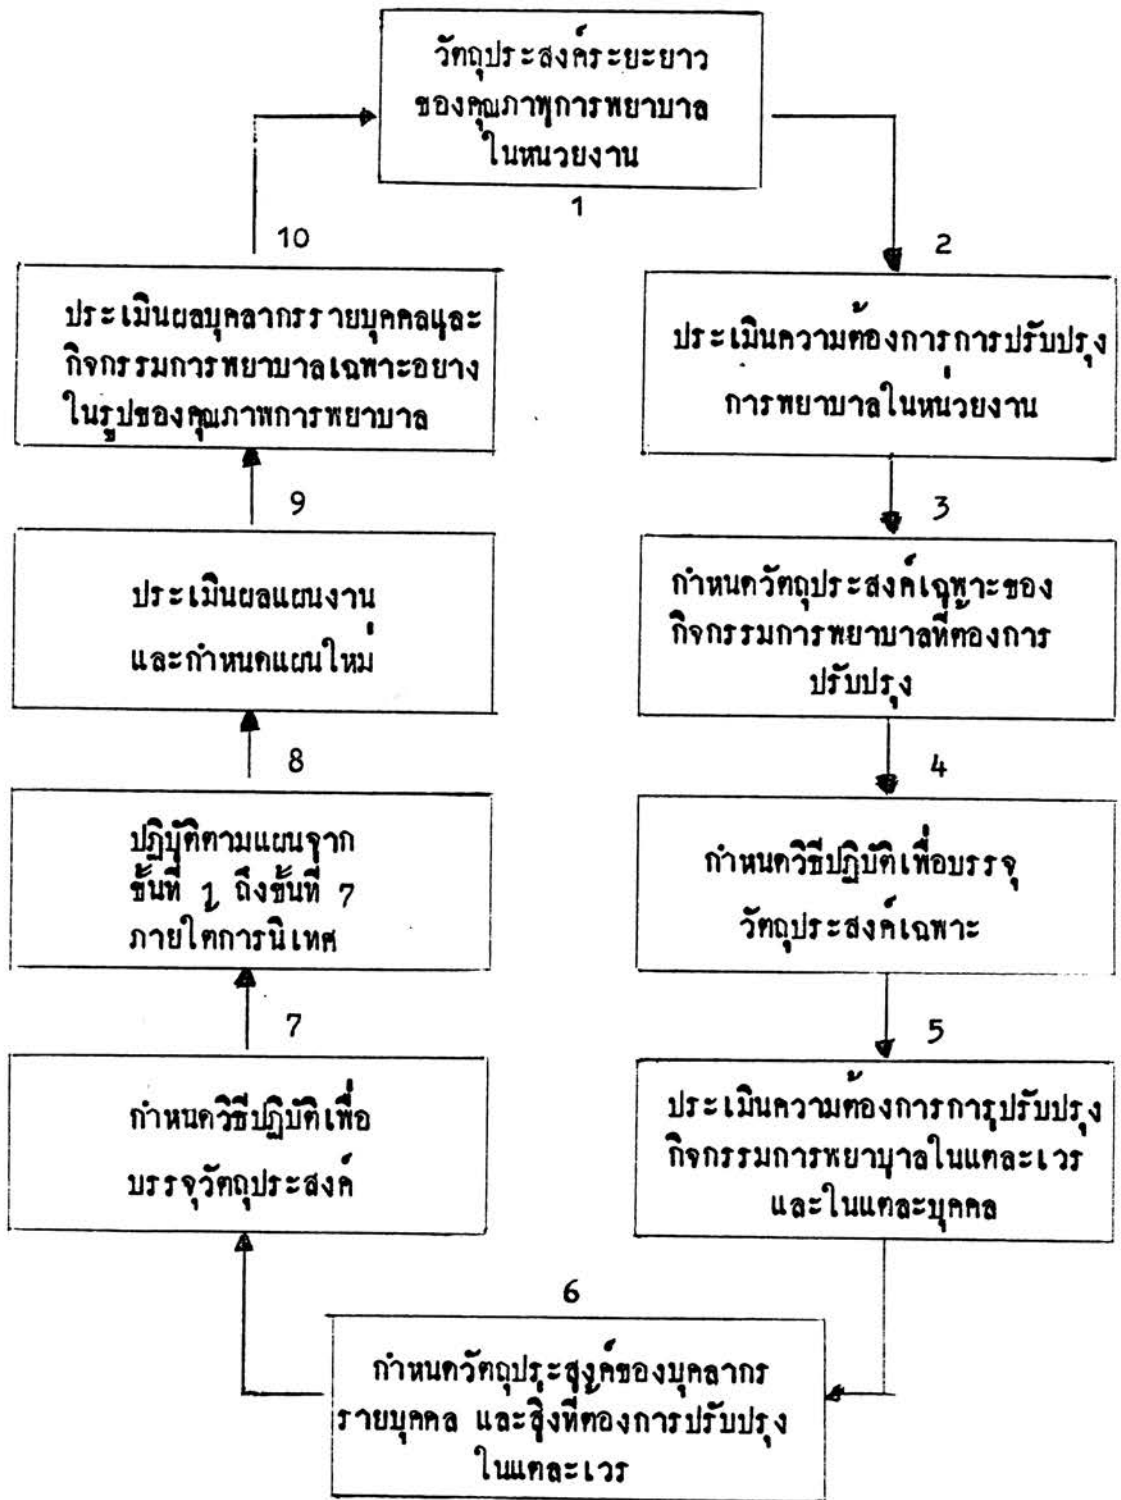 วัตถุประสงค์ระยะยาว
ของคุณภาพการพยาบาล
ในหนวยงาน
1
2
ประเมินความต้องการการปรับปรุง
การพยาบาลในหน่วยงาน
3
กำหนดวัตถุประสงค์เฉพาะของ
กิจกรรมการพยาบาลที่ต้องการ
ปรับปรุง
4
กำหนดวิธีปฏิบัติเพื่อบรรจุ
วัตถุประสงค์เฉพาะ
5
ประเมินความต้องการการปรับปรุง
กิจกรรมการพยาบาลในแตละเวร
และในแตละบุคคล
6
กำหนดวัตถุประสงค์ของบุคลากร
รายบุคคล และสิ่งที่ต้องการปรับปรุง
ในแตละเวร
7
กำหนดวิธีปฏิบัติเพื่อ
บรรจุวัตถุประสงค์
8
ปฏิบัติตามแผนจาก
ขั้นที่ 1 ถึงขั้นที่ 7
ภายใตการนิเทศ
9
ประเมินผลแผนงาน
และกำหนดแผนใหม่
10
ประเมินผลบุคลากรรายบุคคลและ
กิจกรรมการพยาบาลเฉพาะอยาง
ในรูปของคุณภาพการพยาบาล